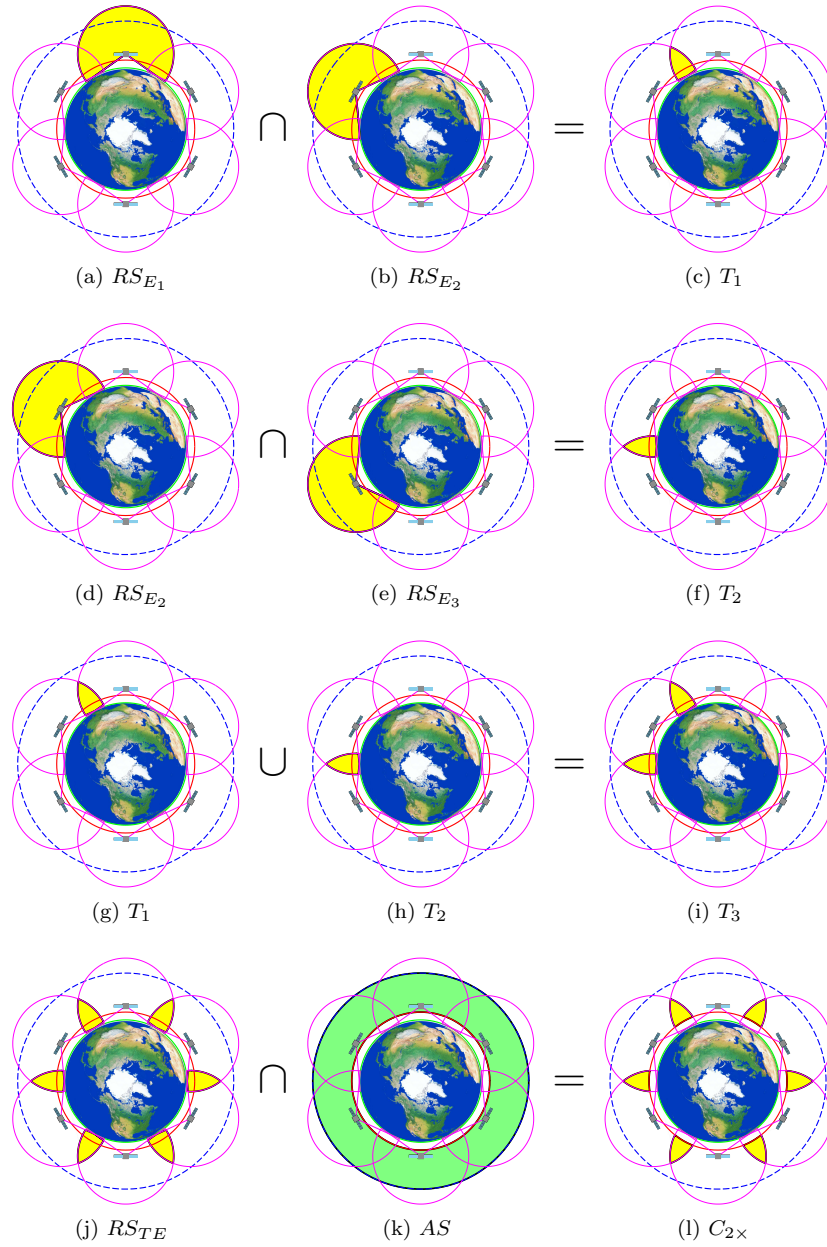 ∩ =
(a) RS_{E_1} (b) RS_{E_2} (c) T_1
∩ =
(d) RS_{E_2} (e) RS_{E_3} (f) T_2
∪ =
(g) T_1 (h) T_2 (i) T_3
∩ =
(j) RS_{TE} (k) AS (l) C_{2×}